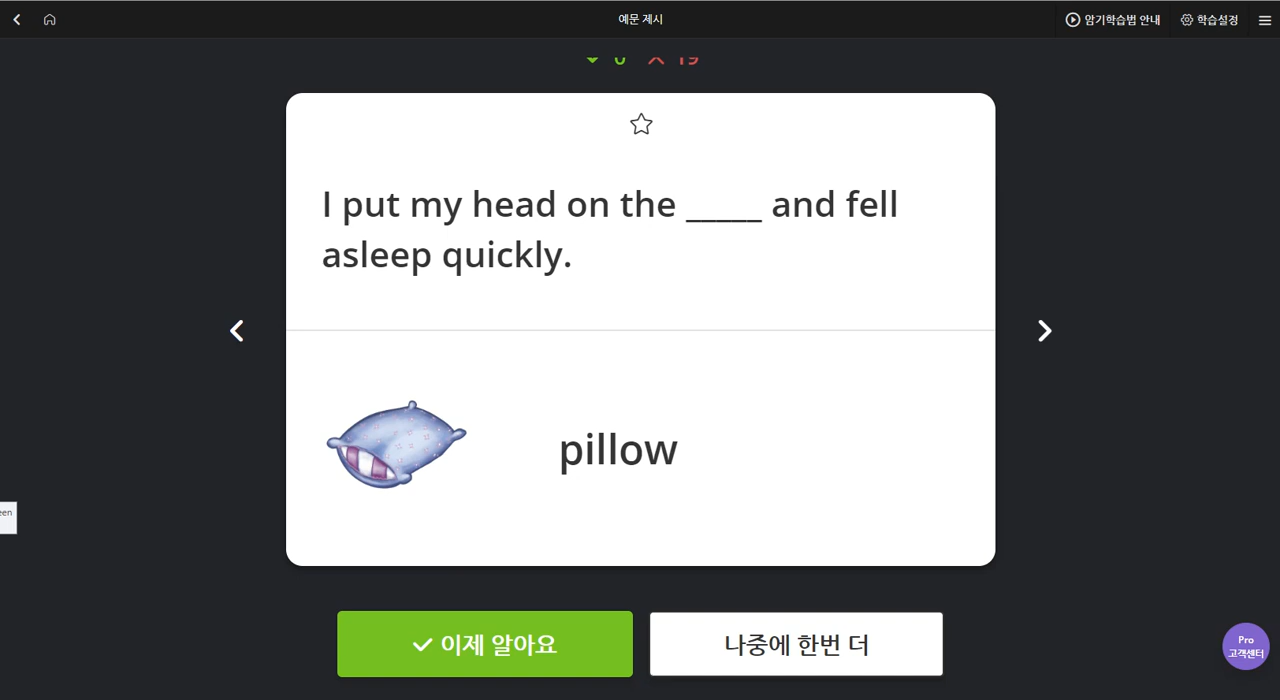 예문 제시
암기학습법 안내
학습설정
I put my head on the _____ and fell
asleep quickly.
pillow
een
이제 알아요
나중에 한번 더
Pro
고객센터